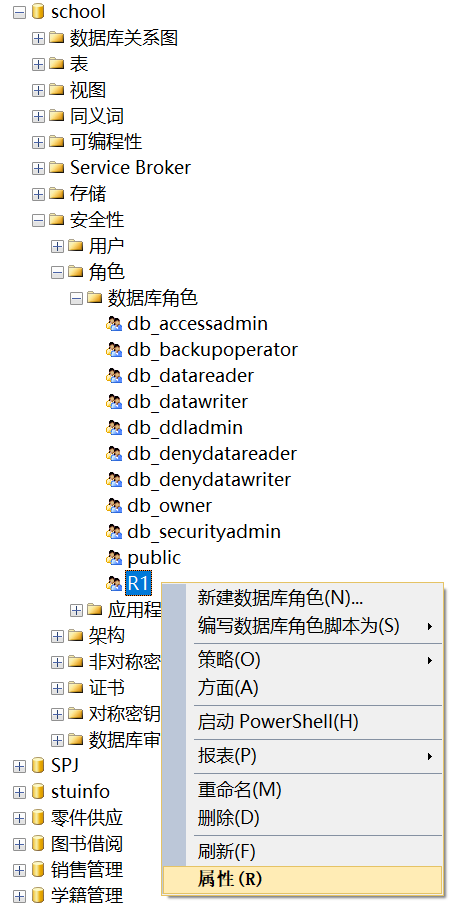 school
数据库关系图
表
视图
同义词
可编程性
Service Broker
存储
安全性
用户
角色
数据库角色
db_accessadmin
db_backupoperator
db_datareader
db_datawriter
db_ddladmin
db_denydatareader
db_denydatawriter
db_owner
db_securityadmin
public
R1
应用程
架构
非对称密
证书
对称密钥
数据库审
SPJ
stuinfo
零件供应
图书借阅
销售管理
学籍管理
新建数据库角色(N)...
编写数据库角色脚本为(S)
策略(O)
方面(A)
启动 PowerShell(H)
报表(P)
重命名(M)
删除(D)
刷新(F)
属性(R)